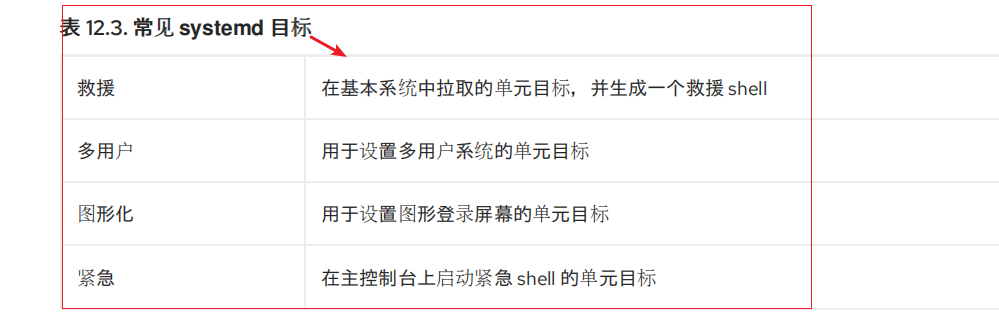 表 12.3. 常见 systemd 目标
救援
在基本系统中拉取的单元目标，并生成一个救援 shell
多用户
用于设置多用户系统的单元目标
图形化
用于设置图形登录屏幕的单元目标
紧急
在主控制台上启动紧急 shell 的单元目标